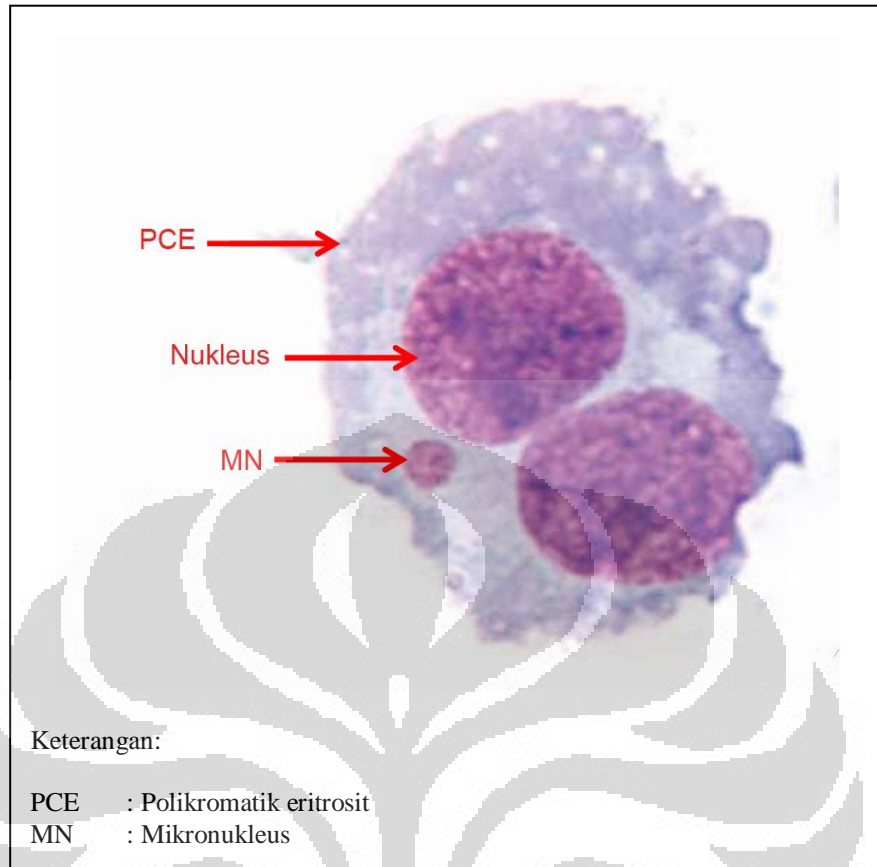 PCE
Nukleus
MN
Keterangan:
PCE : Polikromatik eritrosit
MN : Mikronukleus